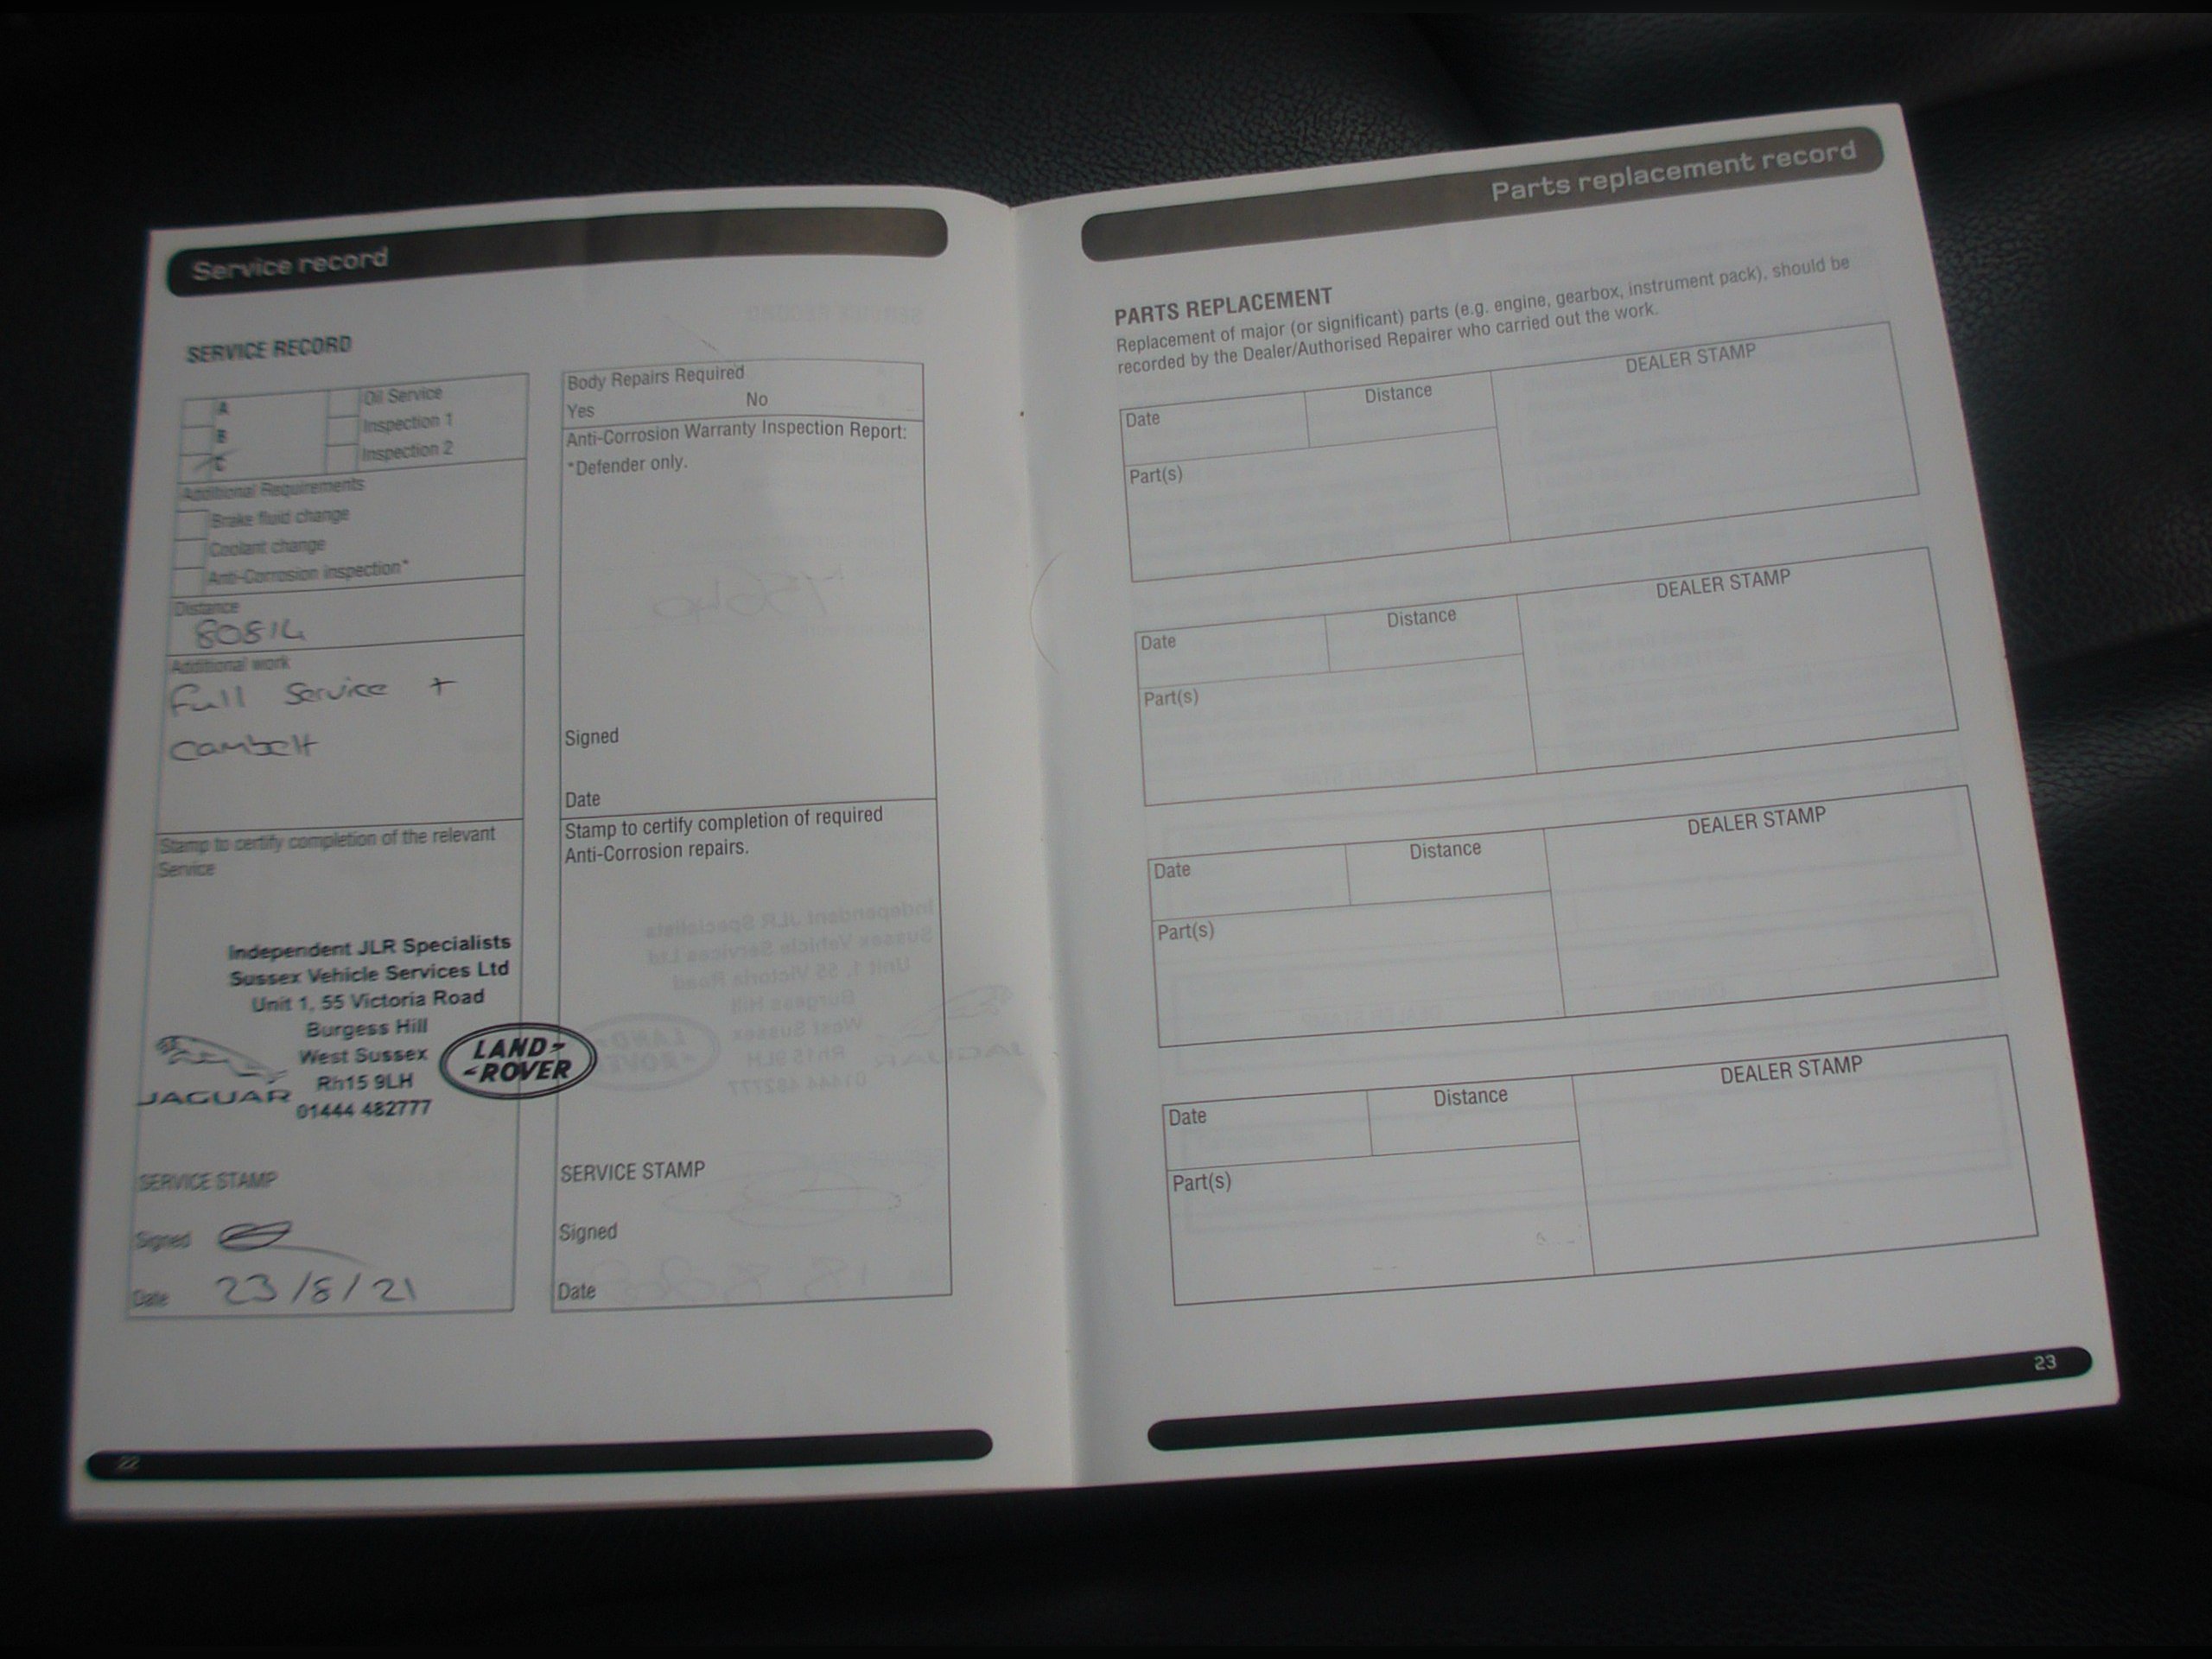 Service record
SERVICE RECORD
A
B
C
Oil Service
Inspection 1
Inspection 2
Additional Requirements
Brake fluid change
Coolant change
Anti-Corrosion inspection*
Distance
80814
Additional work
Full Service +
cambelt
Stamp to certify completion of the relevant
Service
Independent JLR Specialists
Sussex Vehicle Services Ltd
Unit 1, 55 Victoria Road
Burgess Hill
West Sussex
Rh15 9LH
01444 482777
JAGUAR
LAND-
-ROVER
SERVICE STAMP
Signed
Date 23/8/21
22
Body Repairs Required
Yes No
Anti-Corrosion Warranty Inspection Report:
*Defender only.
Signed
Date
Stamp to certify completion of required
Anti-Corrosion repairs.
SERVICE STAMP
Signed
Date
Parts replacement record
PARTS REPLACEMENT
Replacement of major (or significant) parts (e.g. engine, gearbox, instrument pack), should be
recorded by the Dealer/Authorised Repairer who carried out the work.
Date Distance DEALER STAMP
Part(s)
Date Distance DEALER STAMP
Part(s)
Date Distance DEALER STAMP
Part(s)
Date Distance DEALER STAMP
Part(s)
23